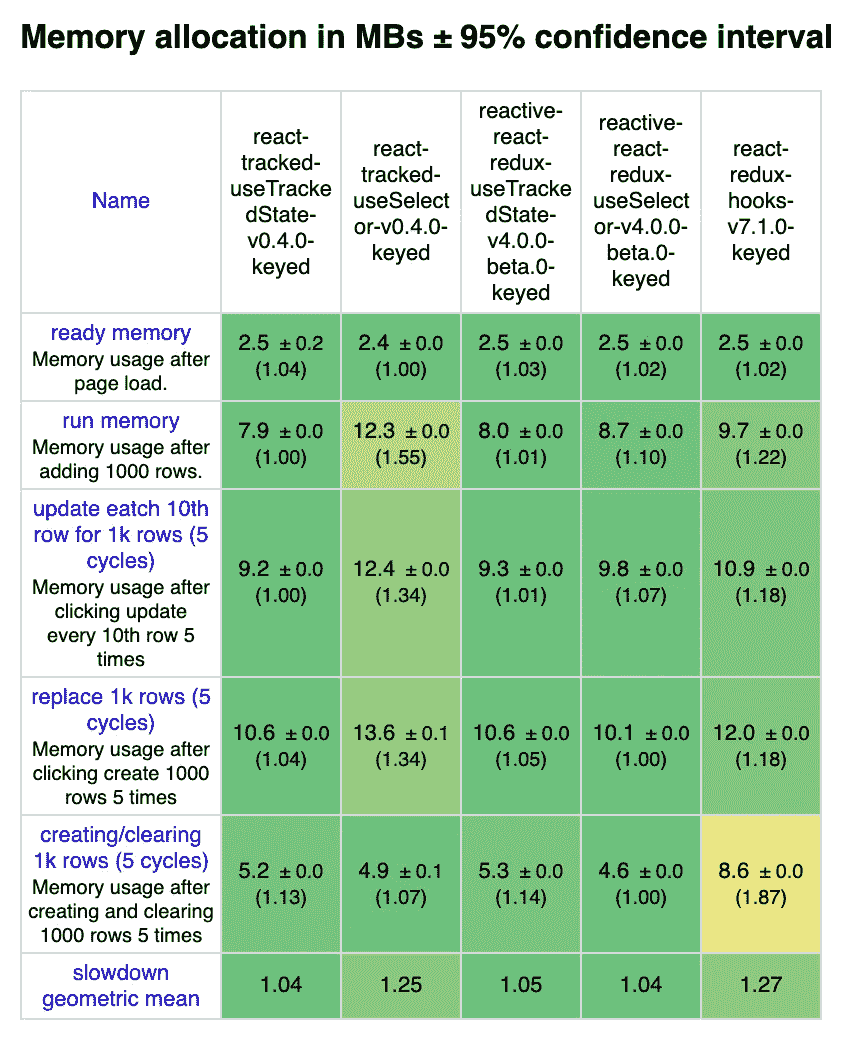 Memory allocation in MBs ± 95% confidence interval
Name
react-
tracked-
useTracke
dState-
v0.4.0-
keyed
react-
tracked-
useSelect
or-v0.4.0-
keyed
reactive-
react-
redux-
useTracke
dState-
v4.0.0-
beta.0-
keyed
reactive-
react-
redux-
useSelect
or-v4.0.0-
beta.0-
keyed
react-
redux-
hooks-
v7.1.0-
keyed
ready memory
Memory usage after
page load.
2.5 ± 0.2
(1.04)
2.4 ± 0.0
(1.00)
2.5 ± 0.0
(1.03)
2.5 ± 0.0
(1.02)
2.5 ± 0.0
(1.02)
run memory
Memory usage after
adding 1000 rows.
7.9 ± 0.0
(1.00)
12.3 ± 0.0
(1.55)
8.0 ± 0.0
(1.01)
8.7 ± 0.0
(1.10)
9.7 ± 0.0
(1.22)
update eatch 10th
row for 1k rows (5
cycles)
Memory usage after
clicking update
every 10th row 5
times
9.2 ± 0.0
(1.00)
12.4 ± 0.0
(1.34)
9.3 ± 0.0
(1.01)
9.8 ± 0.0
(1.07)
10.9 ± 0.0
(1.18)
replace 1k rows (5
cycles)
Memory usage after
clicking create 1000
rows 5 times
10.6 ± 0.0
(1.04)
13.6 ± 0.1
(1.34)
10.6 ± 0.0
(1.05)
10.1 ± 0.0
(1.00)
12.0 ± 0.0
(1.18)
creating/clearing
1k rows (5 cycles)
Memory usage after
creating and clearing
1000 rows 5 times
5.2 ± 0.0
(1.13)
4.9 ± 0.1
(1.07)
5.3 ± 0.0
(1.14)
4.6 ± 0.0
(1.00)
8.6 ± 0.0
(1.87)
slowdown
geometric mean
1.04
1.25
1.05
1.04
1.27